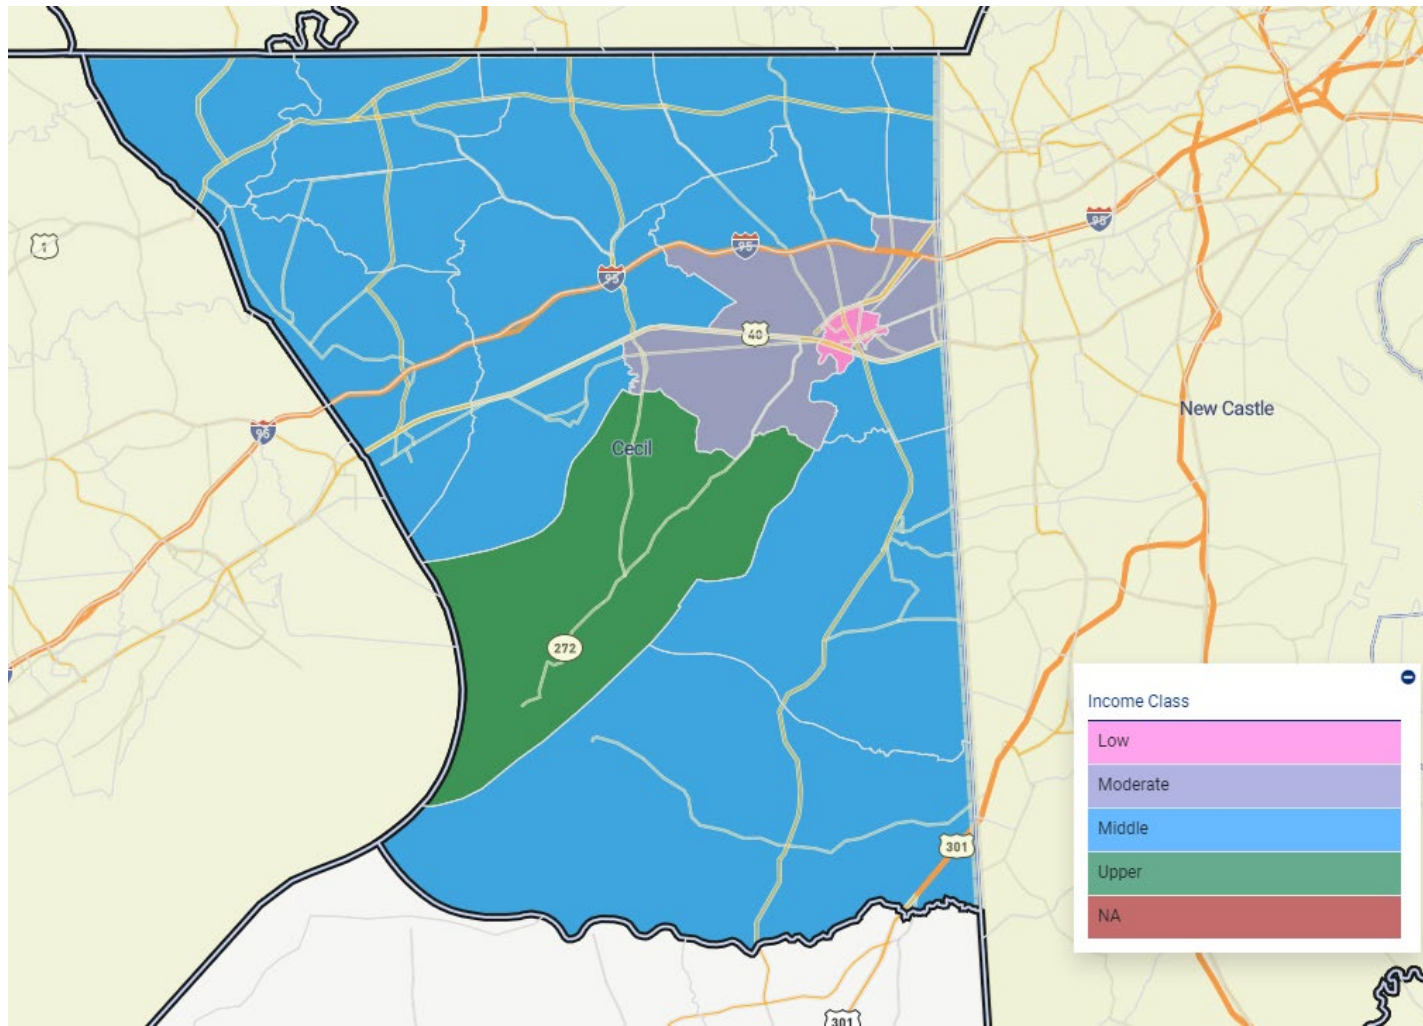 1
95
95
95
95
40
New Castle
Cecil
272
Income Class
Low
Moderate
Middle
Upper
NA
301
301